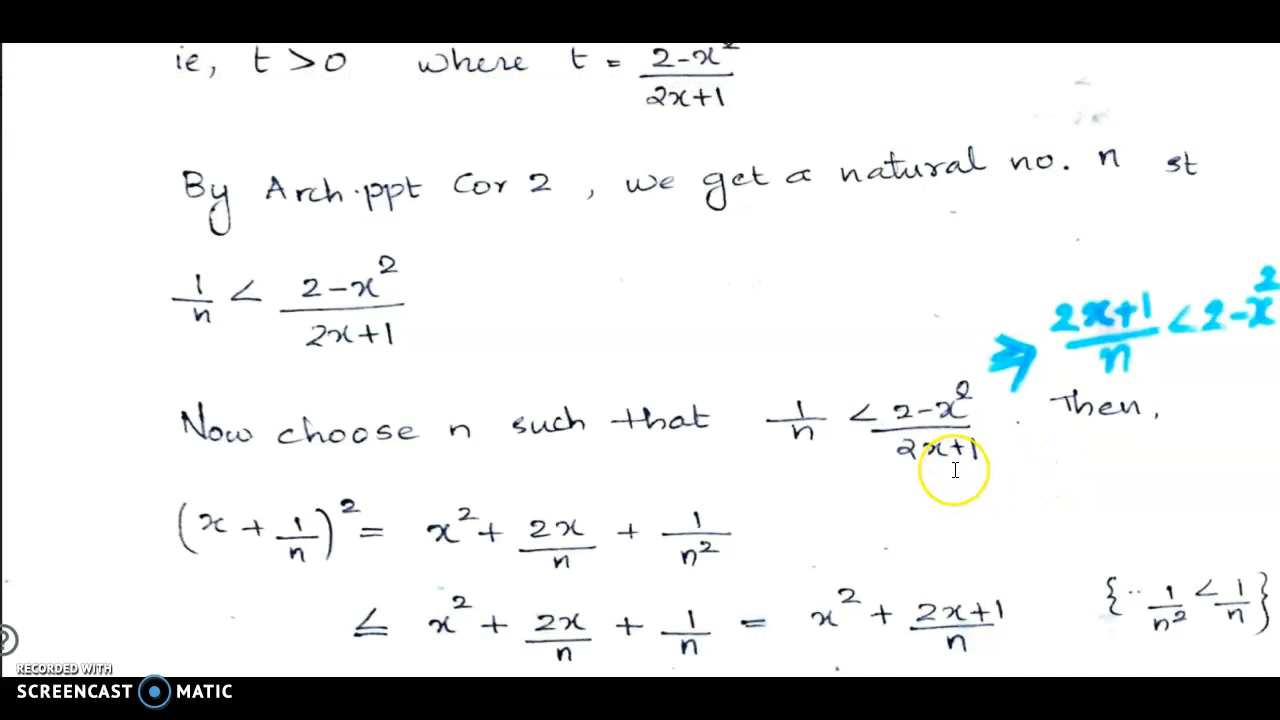 ie, t > 0 where t = (2-x²)/(2x+1)
By Arch.ppt Cor 2, we get a natural no. n st
1/n < (2-x²)/(2x+1)
⇒ (2x+1)/n < 2-x²
Now choose n such that 1/n < (2-x²)/(2x+1). Then,
(x + 1/n)² = x² + 2x/n + 1/n²
≤ x² + 2x/n + 1/n = x² + (2x+1)/n {∵ 1/n² < 1/n}
RECORDED WITH
SCREENCAST MATIC